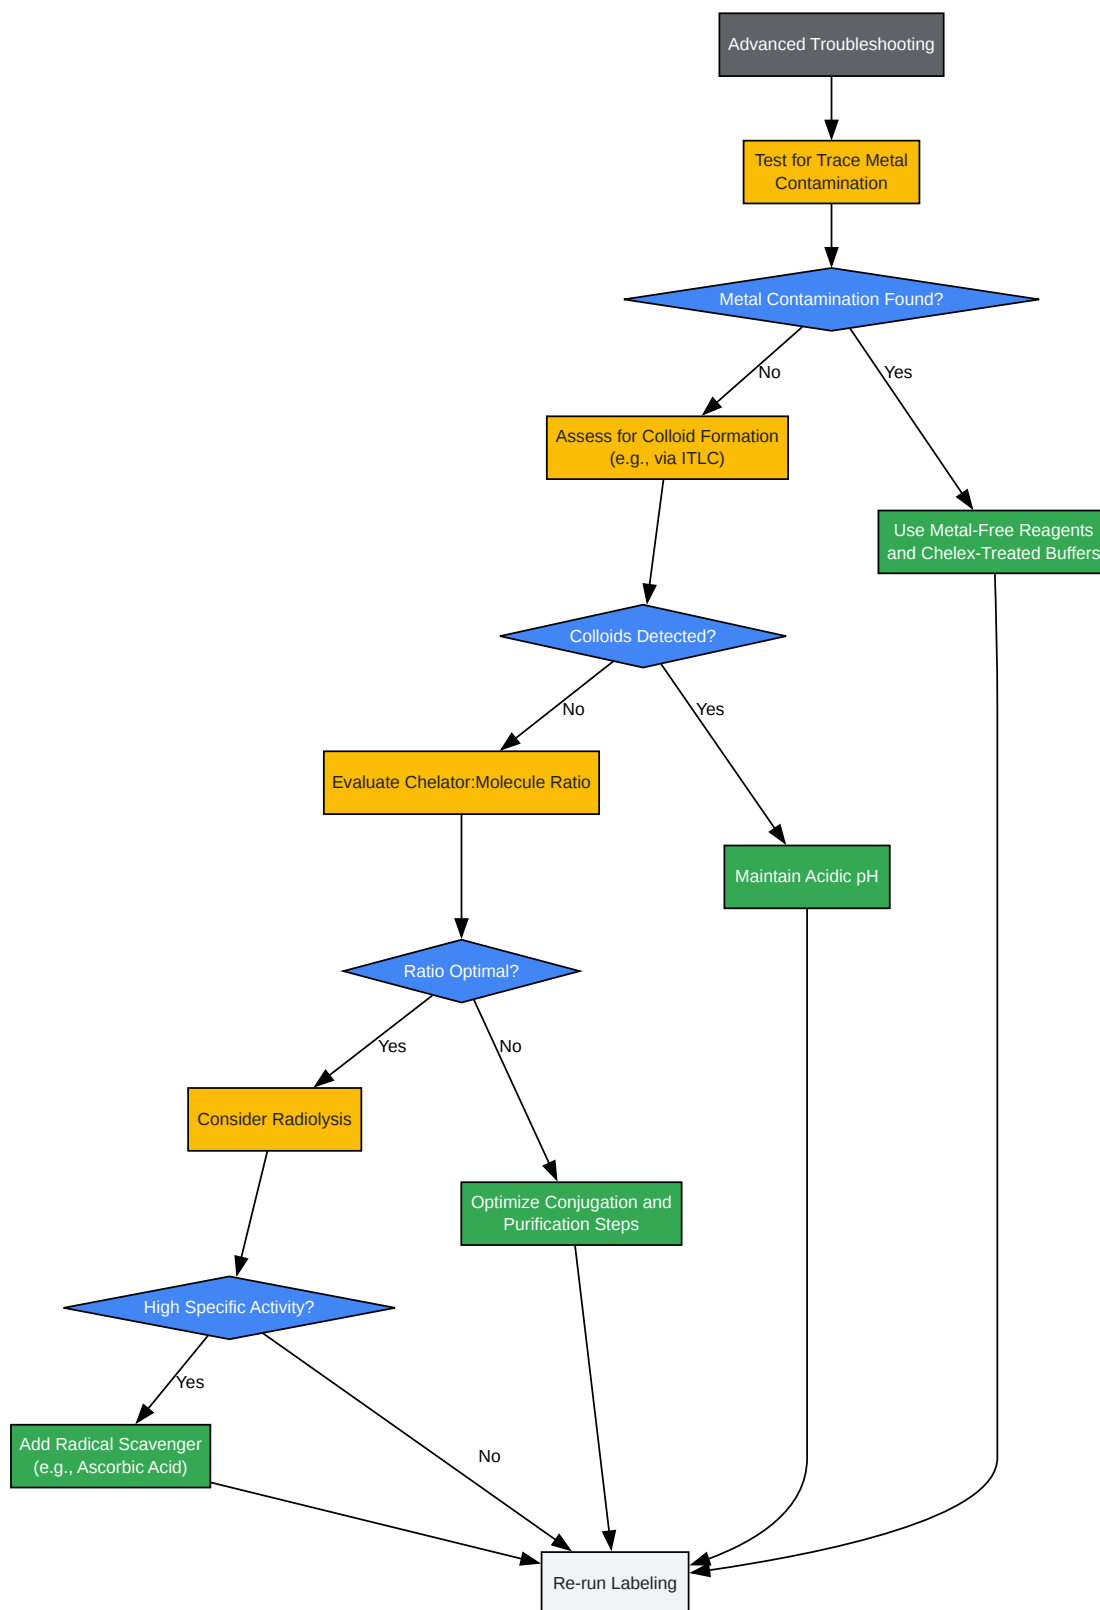 Advanced Troubleshooting
Test for Trace Metal
Contamination
Metal Contamination Found?
No
Yes
Assess for Colloid Formation
(e.g., via ITLC)
Use Metal-Free Reagents
and Chelex-Treated Buffers
Colloids Detected?
No
Yes
Evaluate Chelator:Molecule Ratio
Maintain Acidic pH
Ratio Optimal?
Yes
No
Consider Radiolysis
Optimize Conjugation and
Purification Steps
High Specific Activity?
Yes
No
Add Radical Scavenger
(e.g., Ascorbic Acid)
Re-run Labeling